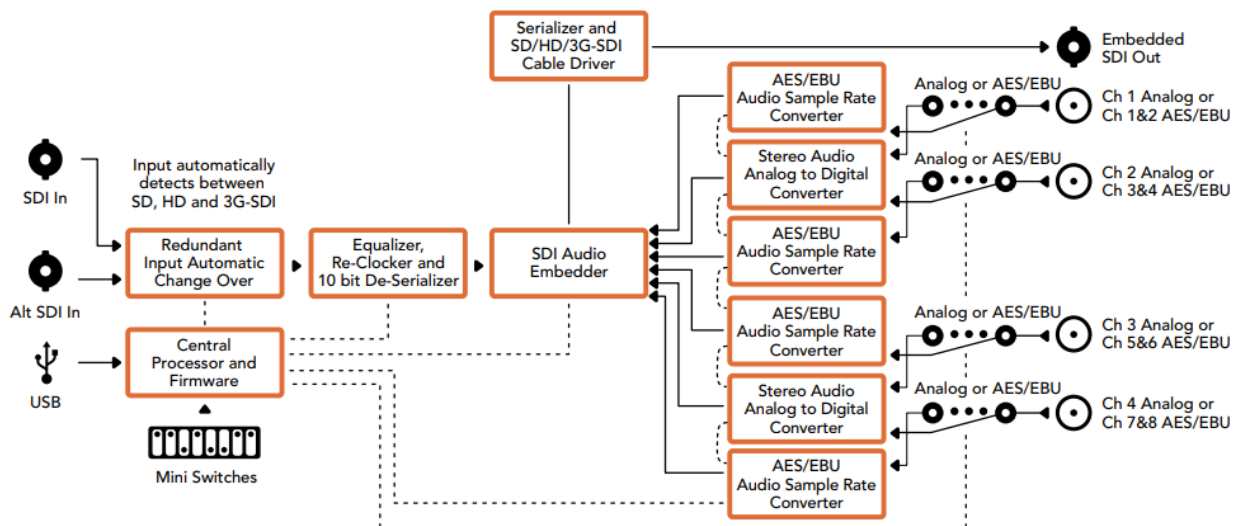 Serializer and
SD/HD/3G-SDI
Cable Driver
Embedded
SDI Out
AES/EBU
Audio Sample Rate
Converter
Analog or AES/EBU
Ch 1 Analog or
Ch 1&2 AES/EBU
SDI In
Input automatically
detects between
SD, HD and 3G-SDI
Stereo Audio
Analog to Digital
Converter
Analog or AES/EBU
Ch 2 Analog or
Ch 3&4 AES/EBU
Redundant
Input Automatic
Change Over
Equalizer,
Re-Clocker and
10 bit De-Serializer
SDI Audio
Embedder
AES/EBU
Audio Sample Rate
Converter
Alt SDI In
AES/EBU
Audio Sample Rate
Converter
Analog or AES/EBU
Ch 3 Analog or
Ch 5&6 AES/EBU
USB
Central
Processor and
Firmware
Stereo Audio
Analog to Digital
Converter
Analog or AES/EBU
Ch 4 Analog or
Ch 7&8 AES/EBU
Mini Switches
AES/EBU
Audio Sample Rate
Converter